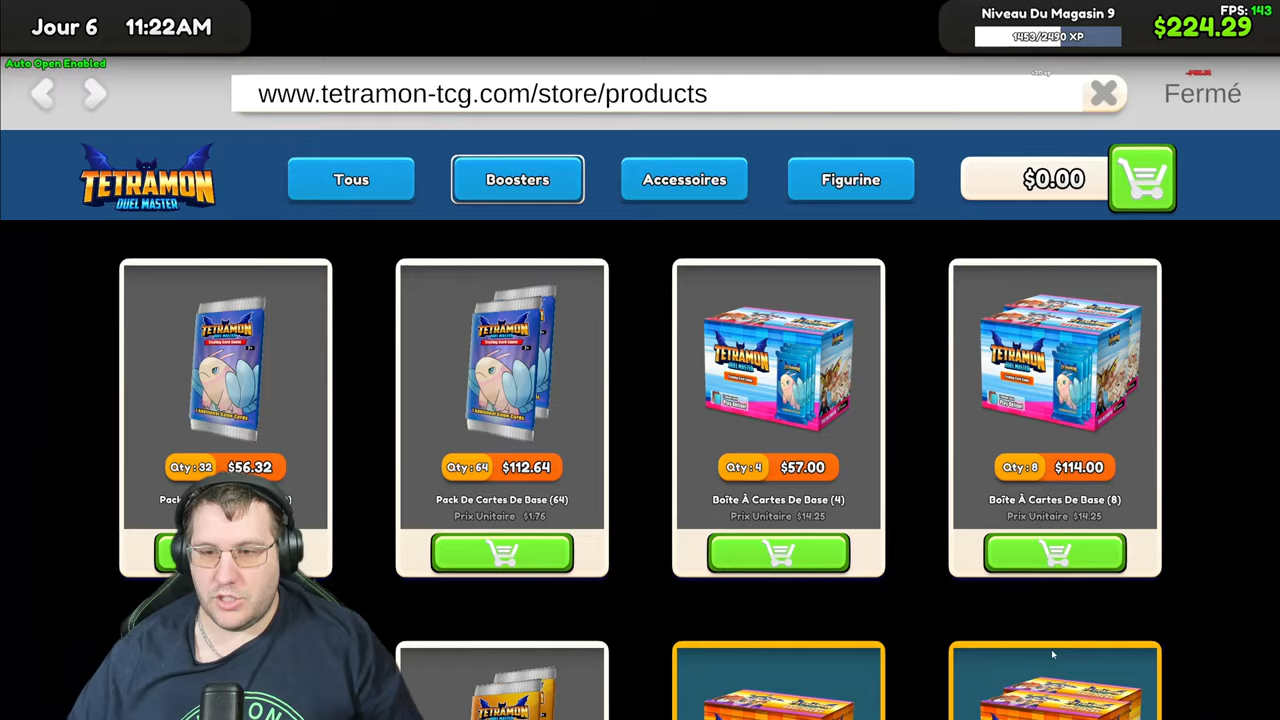 Jour 6 11:22AM
Niveau Du Magasin 9
FPS: 143
1453/2490 XP
$224.29
Auto Open Enabled
www.tetramon-tcg.com/store/products
Fermé
TETRAMON
DUEL MASTER
Tous
Boosters
Accessoires
Figurine
$0.00
TETRAMON
TETRAMON
TETRAMON
TETRAMON
Qty : 32 $56.32
Qty : 64 $112.64
Qty : 4 $57.00
Qty : 8 $114.00
Pack De Cartes De Base (64)
Boîte À Cartes De Base (4)
Boîte À Cartes De Base (8)
Prix Unitaire $1.76
Prix Unitaire $14.25
Prix Unitaire $14.25